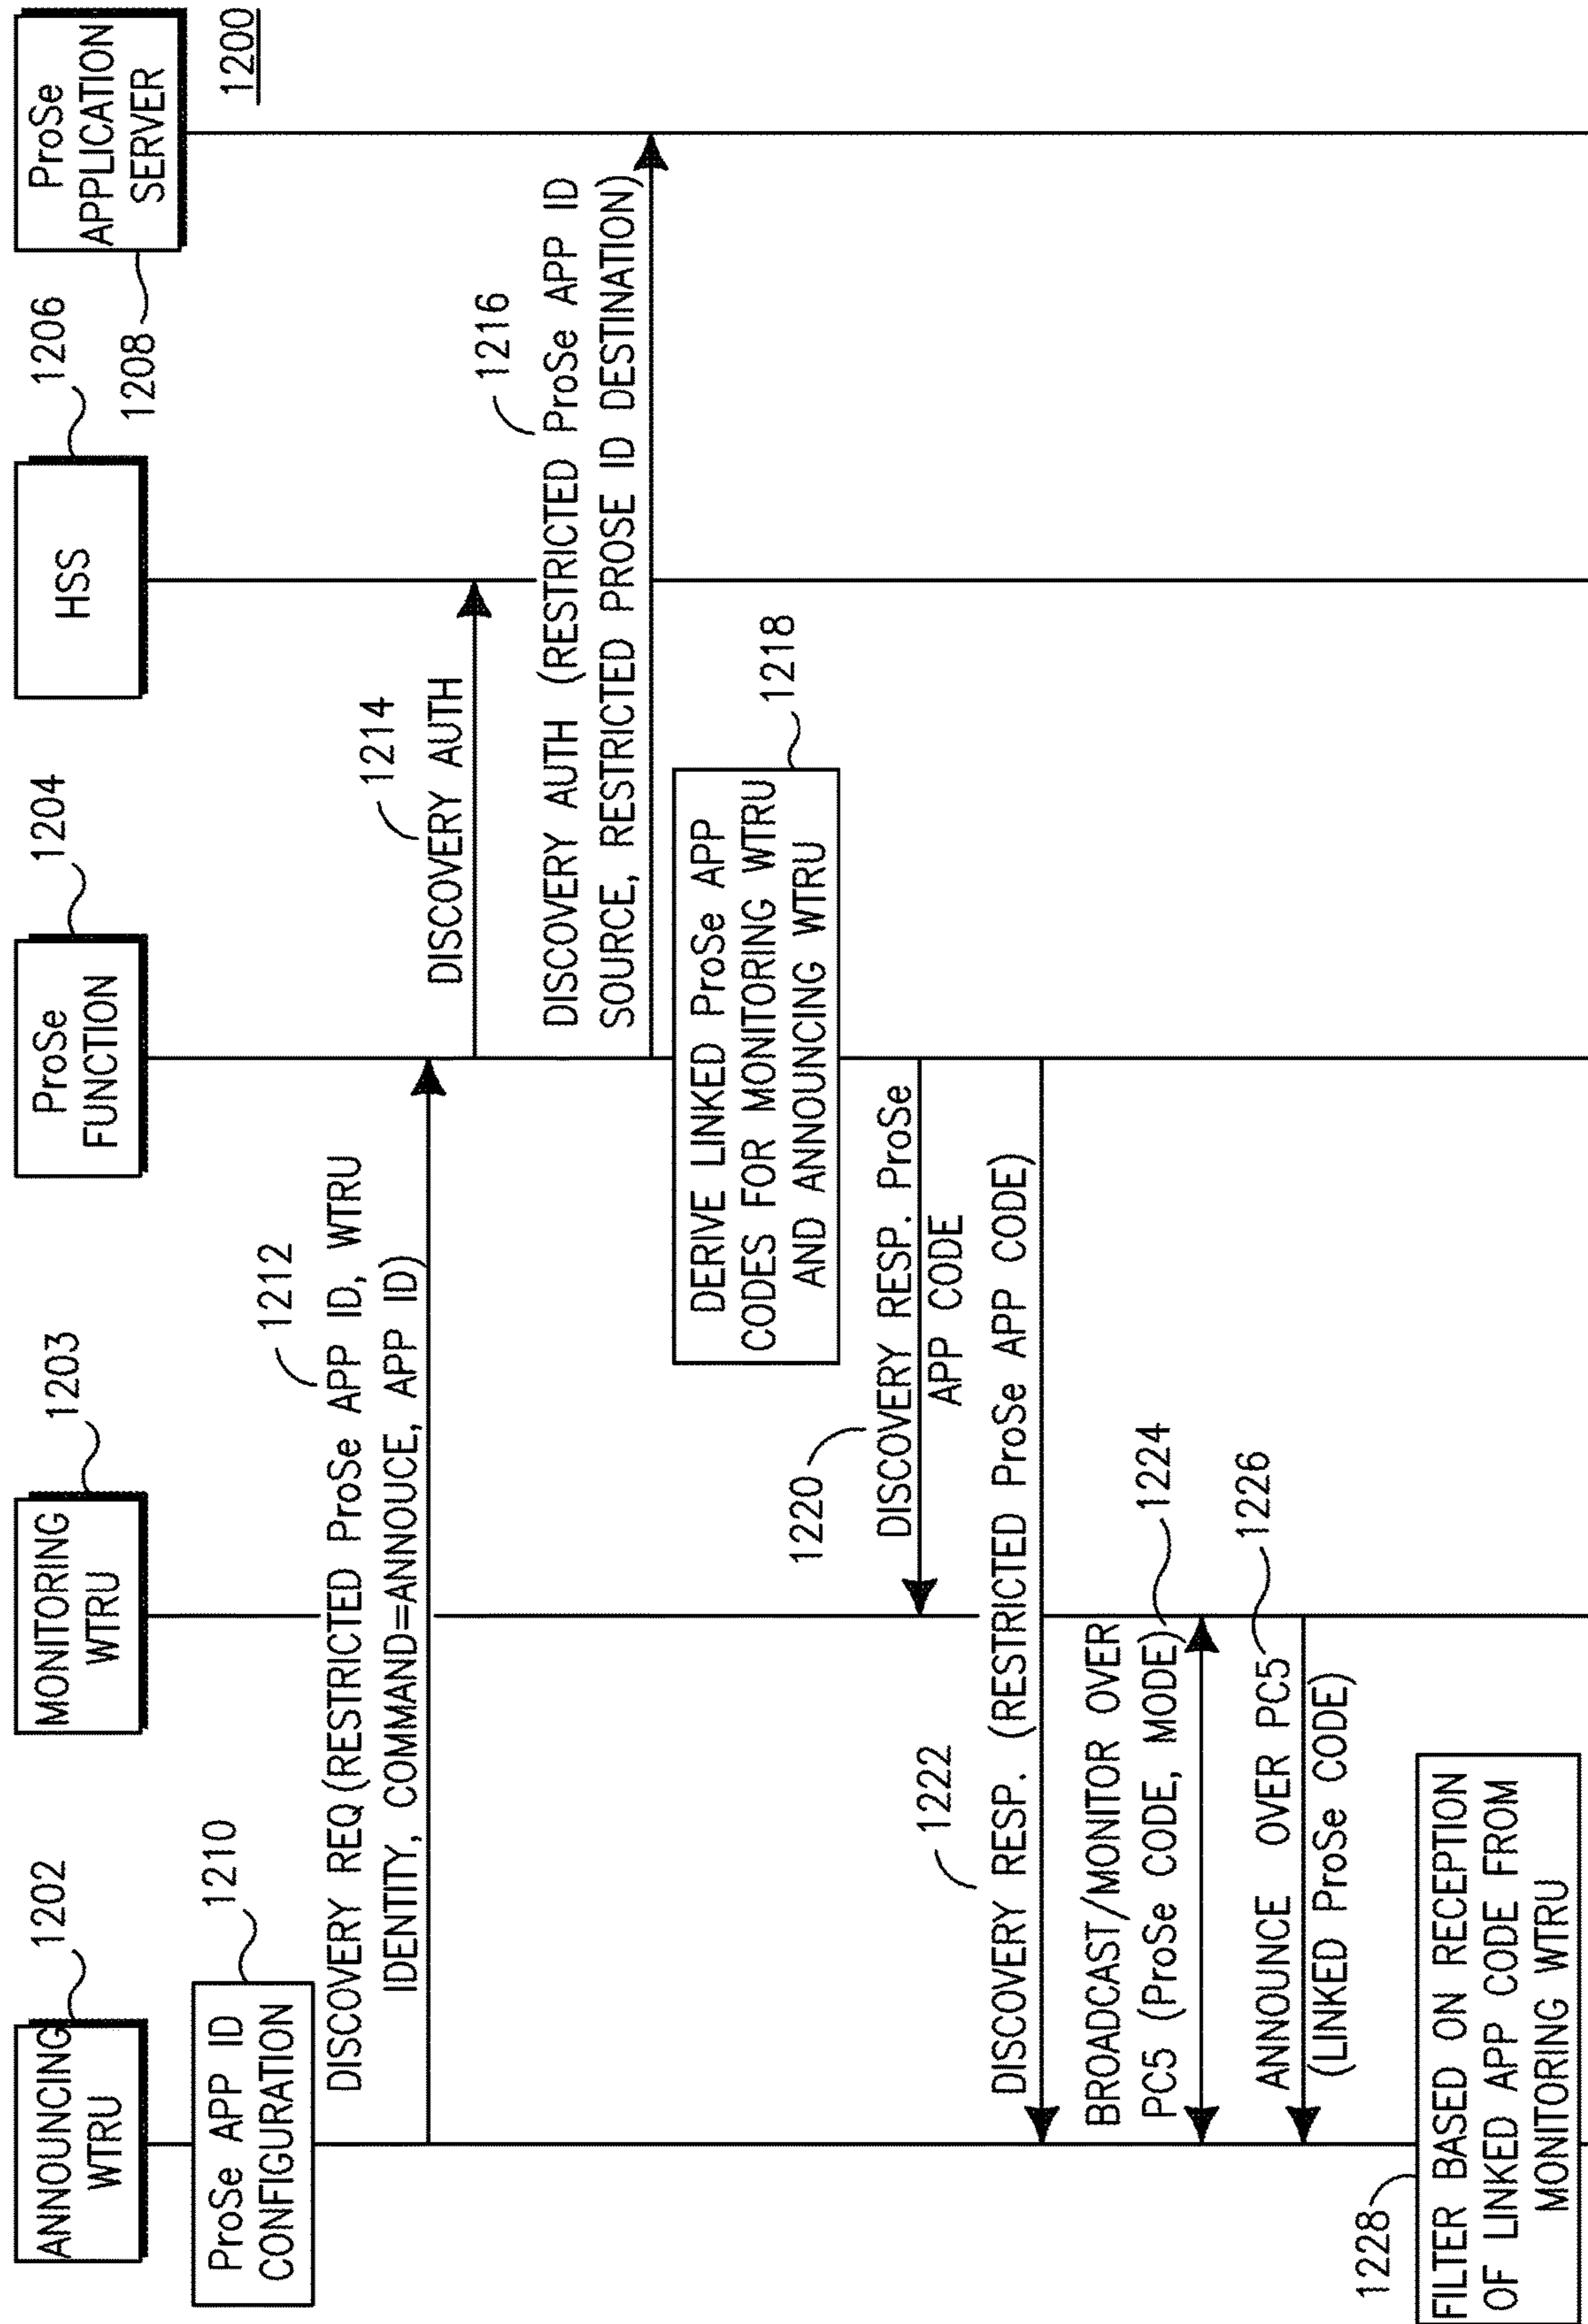 ANNOUNCING
WTRU
1202
MONITORING
WTRU
1203
ProSe
FUNCTION
1204
HSS
1206
ProSe
APPLICATION
SERVER
1208
1200
ProSe APP ID
CONFIGURATION
1210
1212
DISCOVERY REQ (RESTRICTED ProSe APP ID, WTRU
IDENTITY, COMMAND=ANNOUCE, APP ID)
1214
DISCOVERY AUTH
1216
DISCOVERY AUTH (RESTRICTED ProSe APP ID
SOURCE, RESTRICTED PROSE ID DESTINATION)
DERIVE LINKED ProSe APP
CODES FOR MONITORING WTRU
AND ANNOUNCING WTRU
1218
1220
DISCOVERY RESP. ProSe
APP CODE
1222
DISCOVERY RESP. (RESTRICTED ProSe APP CODE)
BROADCAST/MONITOR OVER
PC5 (ProSe CODE, MODE)
1224
ANNOUNCE OVER PC5
(LINKED ProSe CODE)
1226
1228
FILTER BASED ON RECEPTION
OF LINKED APP CODE FROM
MONITORING WTRU